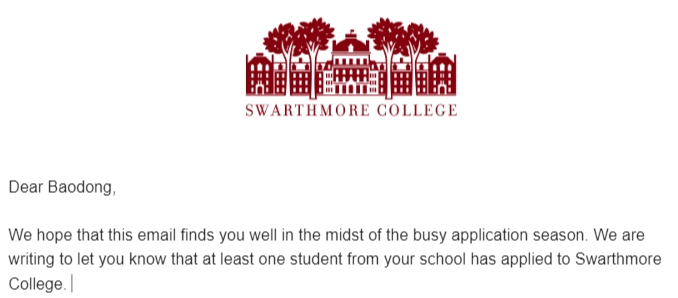 SWARTHMORE COLLEGE
Dear Baodong,
We hope that this email finds you well in the midst of the busy application season. We are
writing to let you know that at least one student from your school has applied to Swarthmore
College.